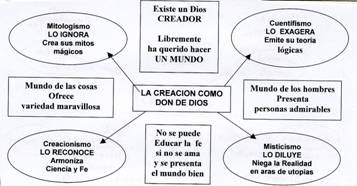 Mitologismo
LO IGNORA
Crea sus mitos
mágicos
Existe un Dios
CREADOR
Libremente
ha querido hacer
UN MUNDO
Cuentifismo
LO EXAGERA
Emite su teoría
lógicas
Mundo de las cosas
Ofrece
variedad maravillosa
LA CREACION COMO
DON DE DIOS
Mundo de los hombres
Presenta
personas admirables
Creacionismo
LO RECONOCE
Armoniza
Ciencia y Fe
No se puede
Educar la fe
si no se ama
y se presenta
el mundo bien
Misticismo
LO DILUYE
Niega la Realidad
en aras de utopías